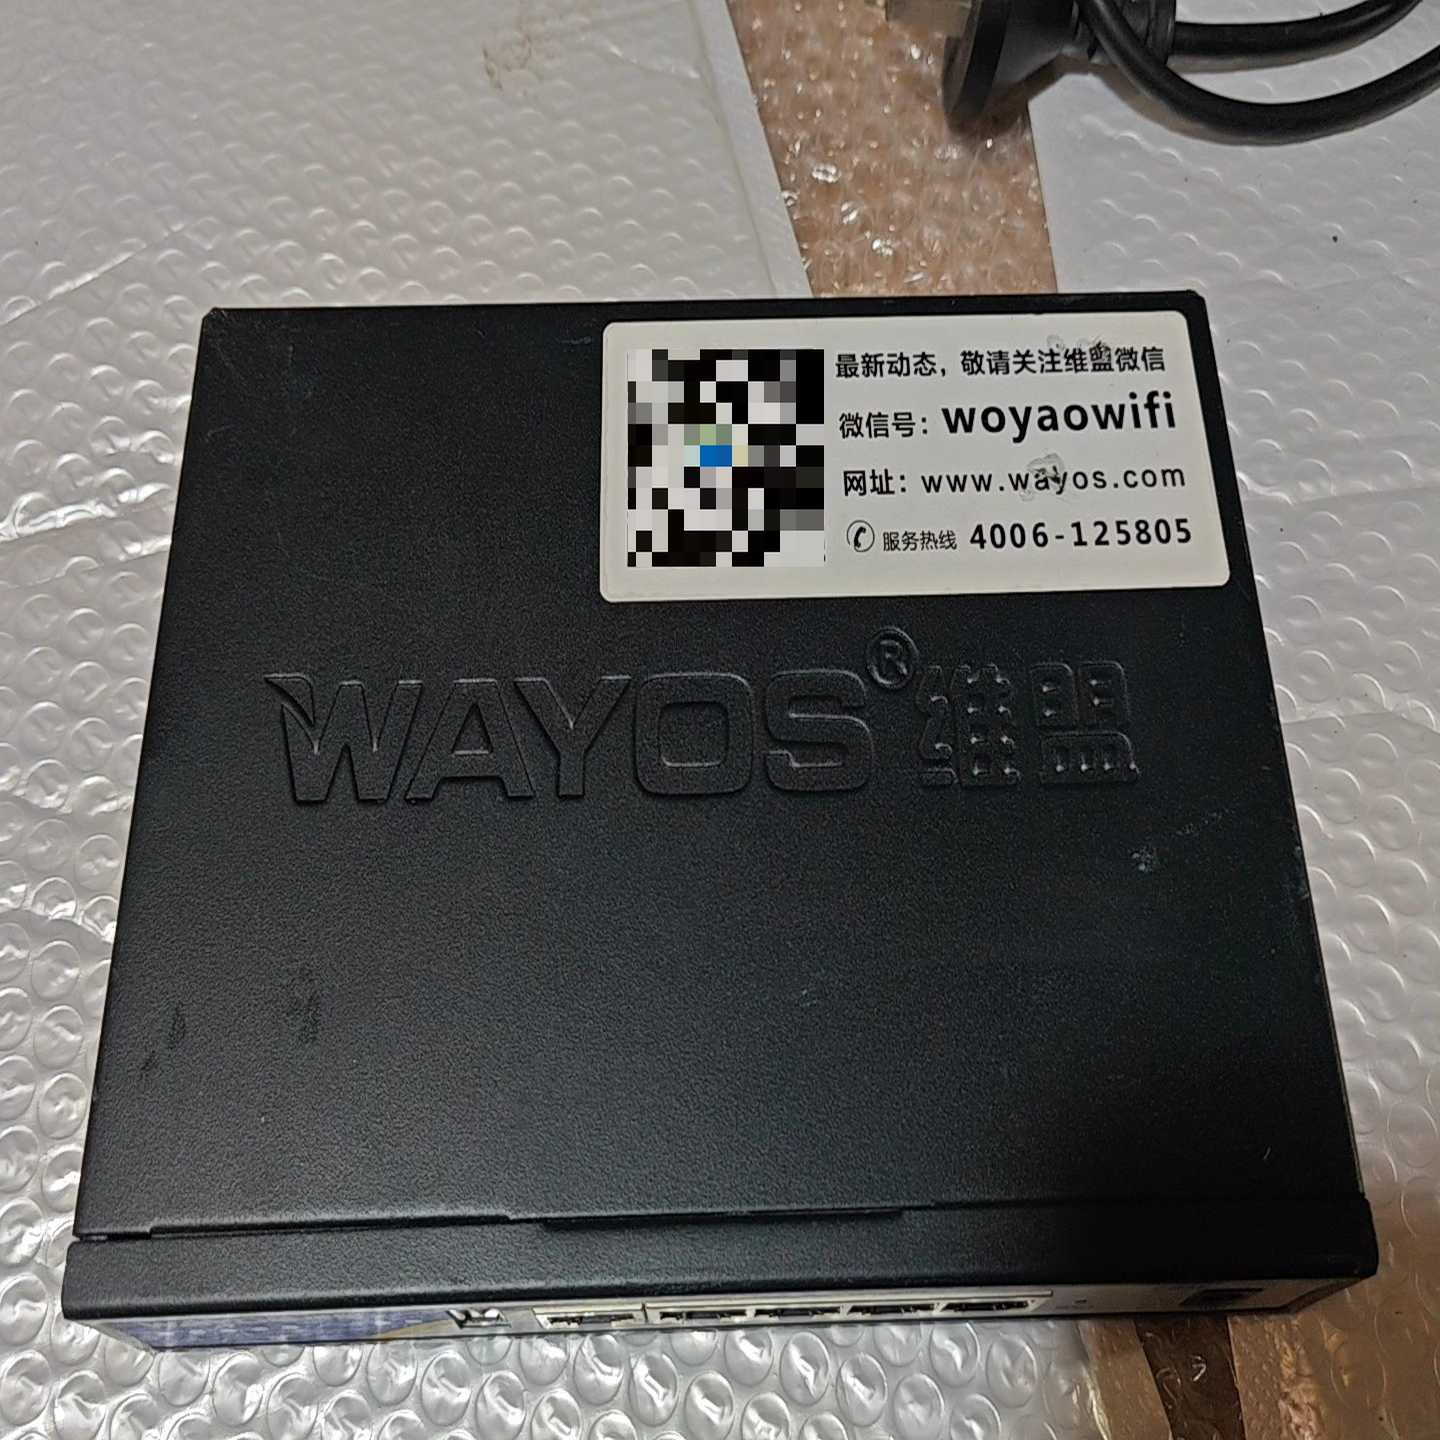 最新动态，敬请关注维盟微信
微信号：woyaowifi
网址：www.wayos.com
服务热线 4006-125805
WAYOS®维盟